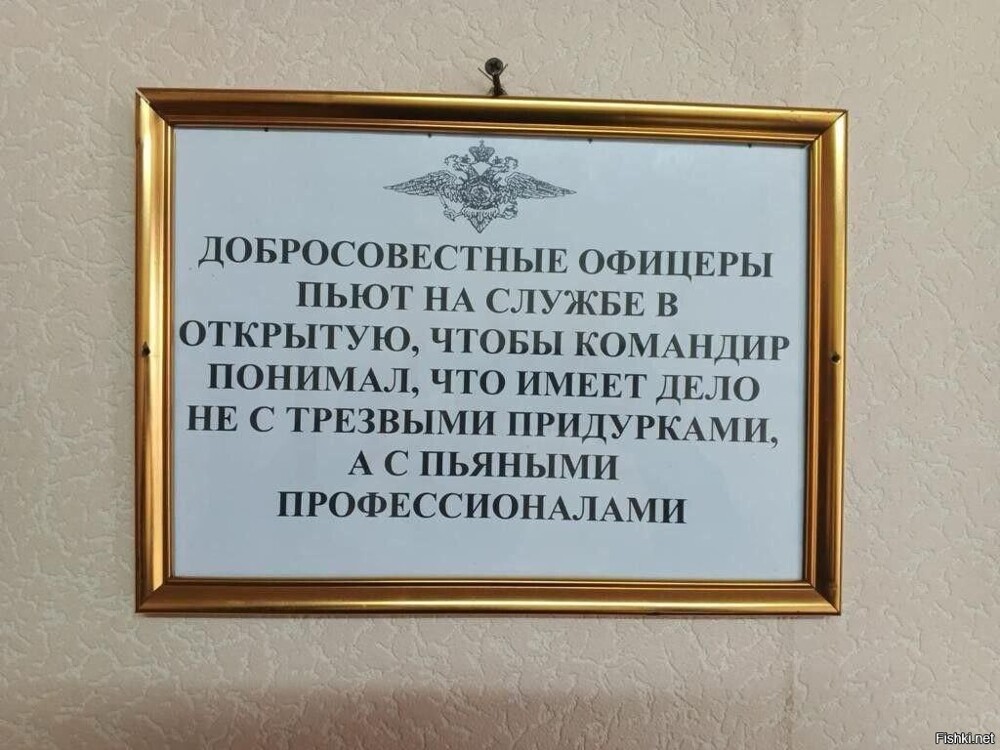 ДОБРОСОВЕСТНЫЕ ОФИЦЕРЫ
ПЬЮТ НА СЛУЖБЕ В
ОТКРЫТУЮ, ЧТОБЫ КОМАНДИР
ПОНИМАЛ, ЧТО ИМЕЕТ ДЕЛО
НЕ С ТРЕЗВЫМИ ПРИДУРКАМИ,
А С ПЬЯНЫМИ
ПРОФЕССИОНАЛАМИ
Fishki.net